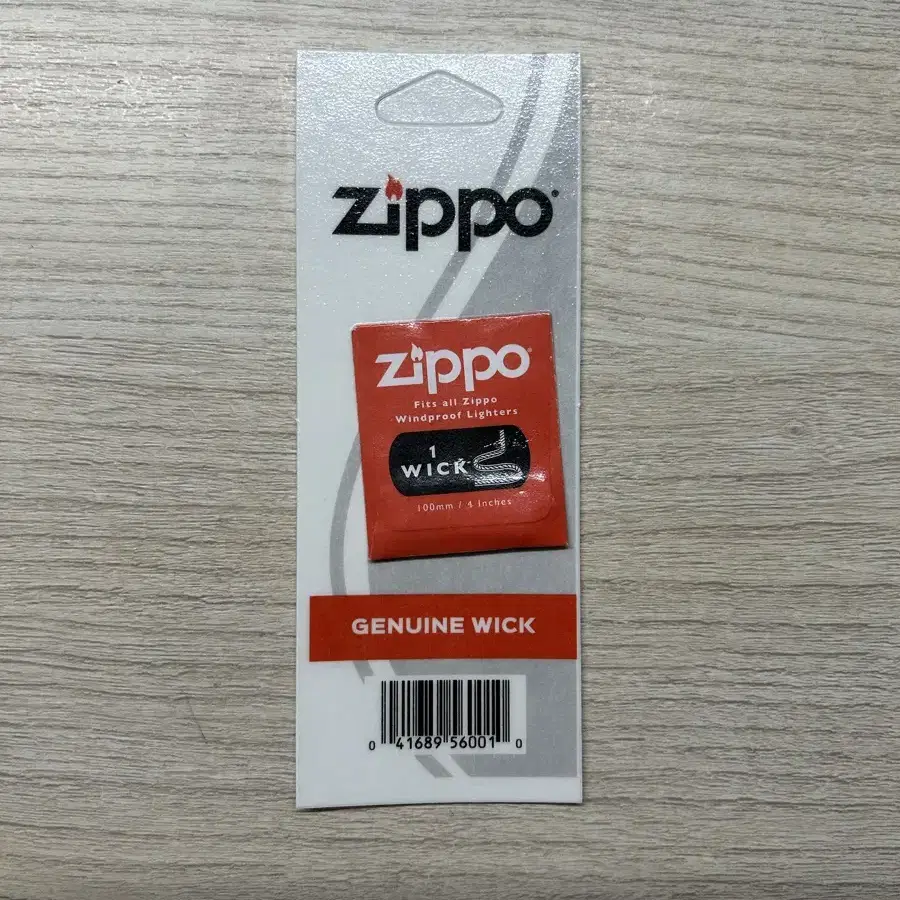 Zippo
Zippo
Fits all Zippo
Windproof Lighters
1
WICK
100mm / 4 inches
GENUINE WICK
0 41689 56001 0